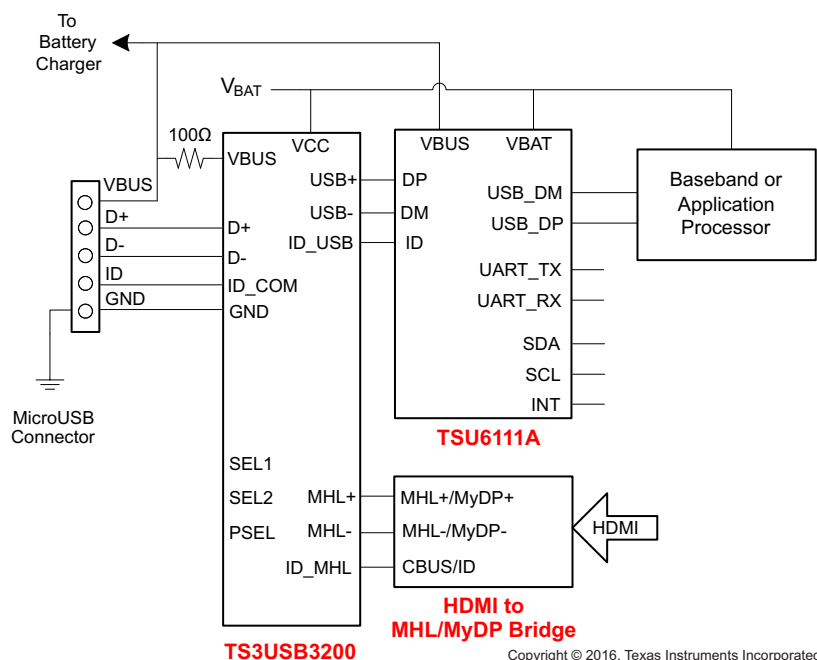 To
Battery
Charger
VBAT
100Ω
VBUS
VCC
VBUS
VBAT
VBUS
D+
D-
ID
GND
D+
D-
ID_COM
GND
USB+
USB-
ID_USB
DP
DM
ID
USB_DM
USB_DP
UART_TX
UART_RX
SDA
SCL
INT
Baseband or
Application
Processor
MicroUSB
Connector
TSU6111A
SEL1
SEL2
PSEL
MHL+
MHL-
ID_MHL
MHL+/MyDP+
MHL-/MyDP-
CBUS/ID
HDMI
HDMI to
MHL/MyDP Bridge
TS3USB3200
Copyright © 2016, Texas Instruments Incorporated